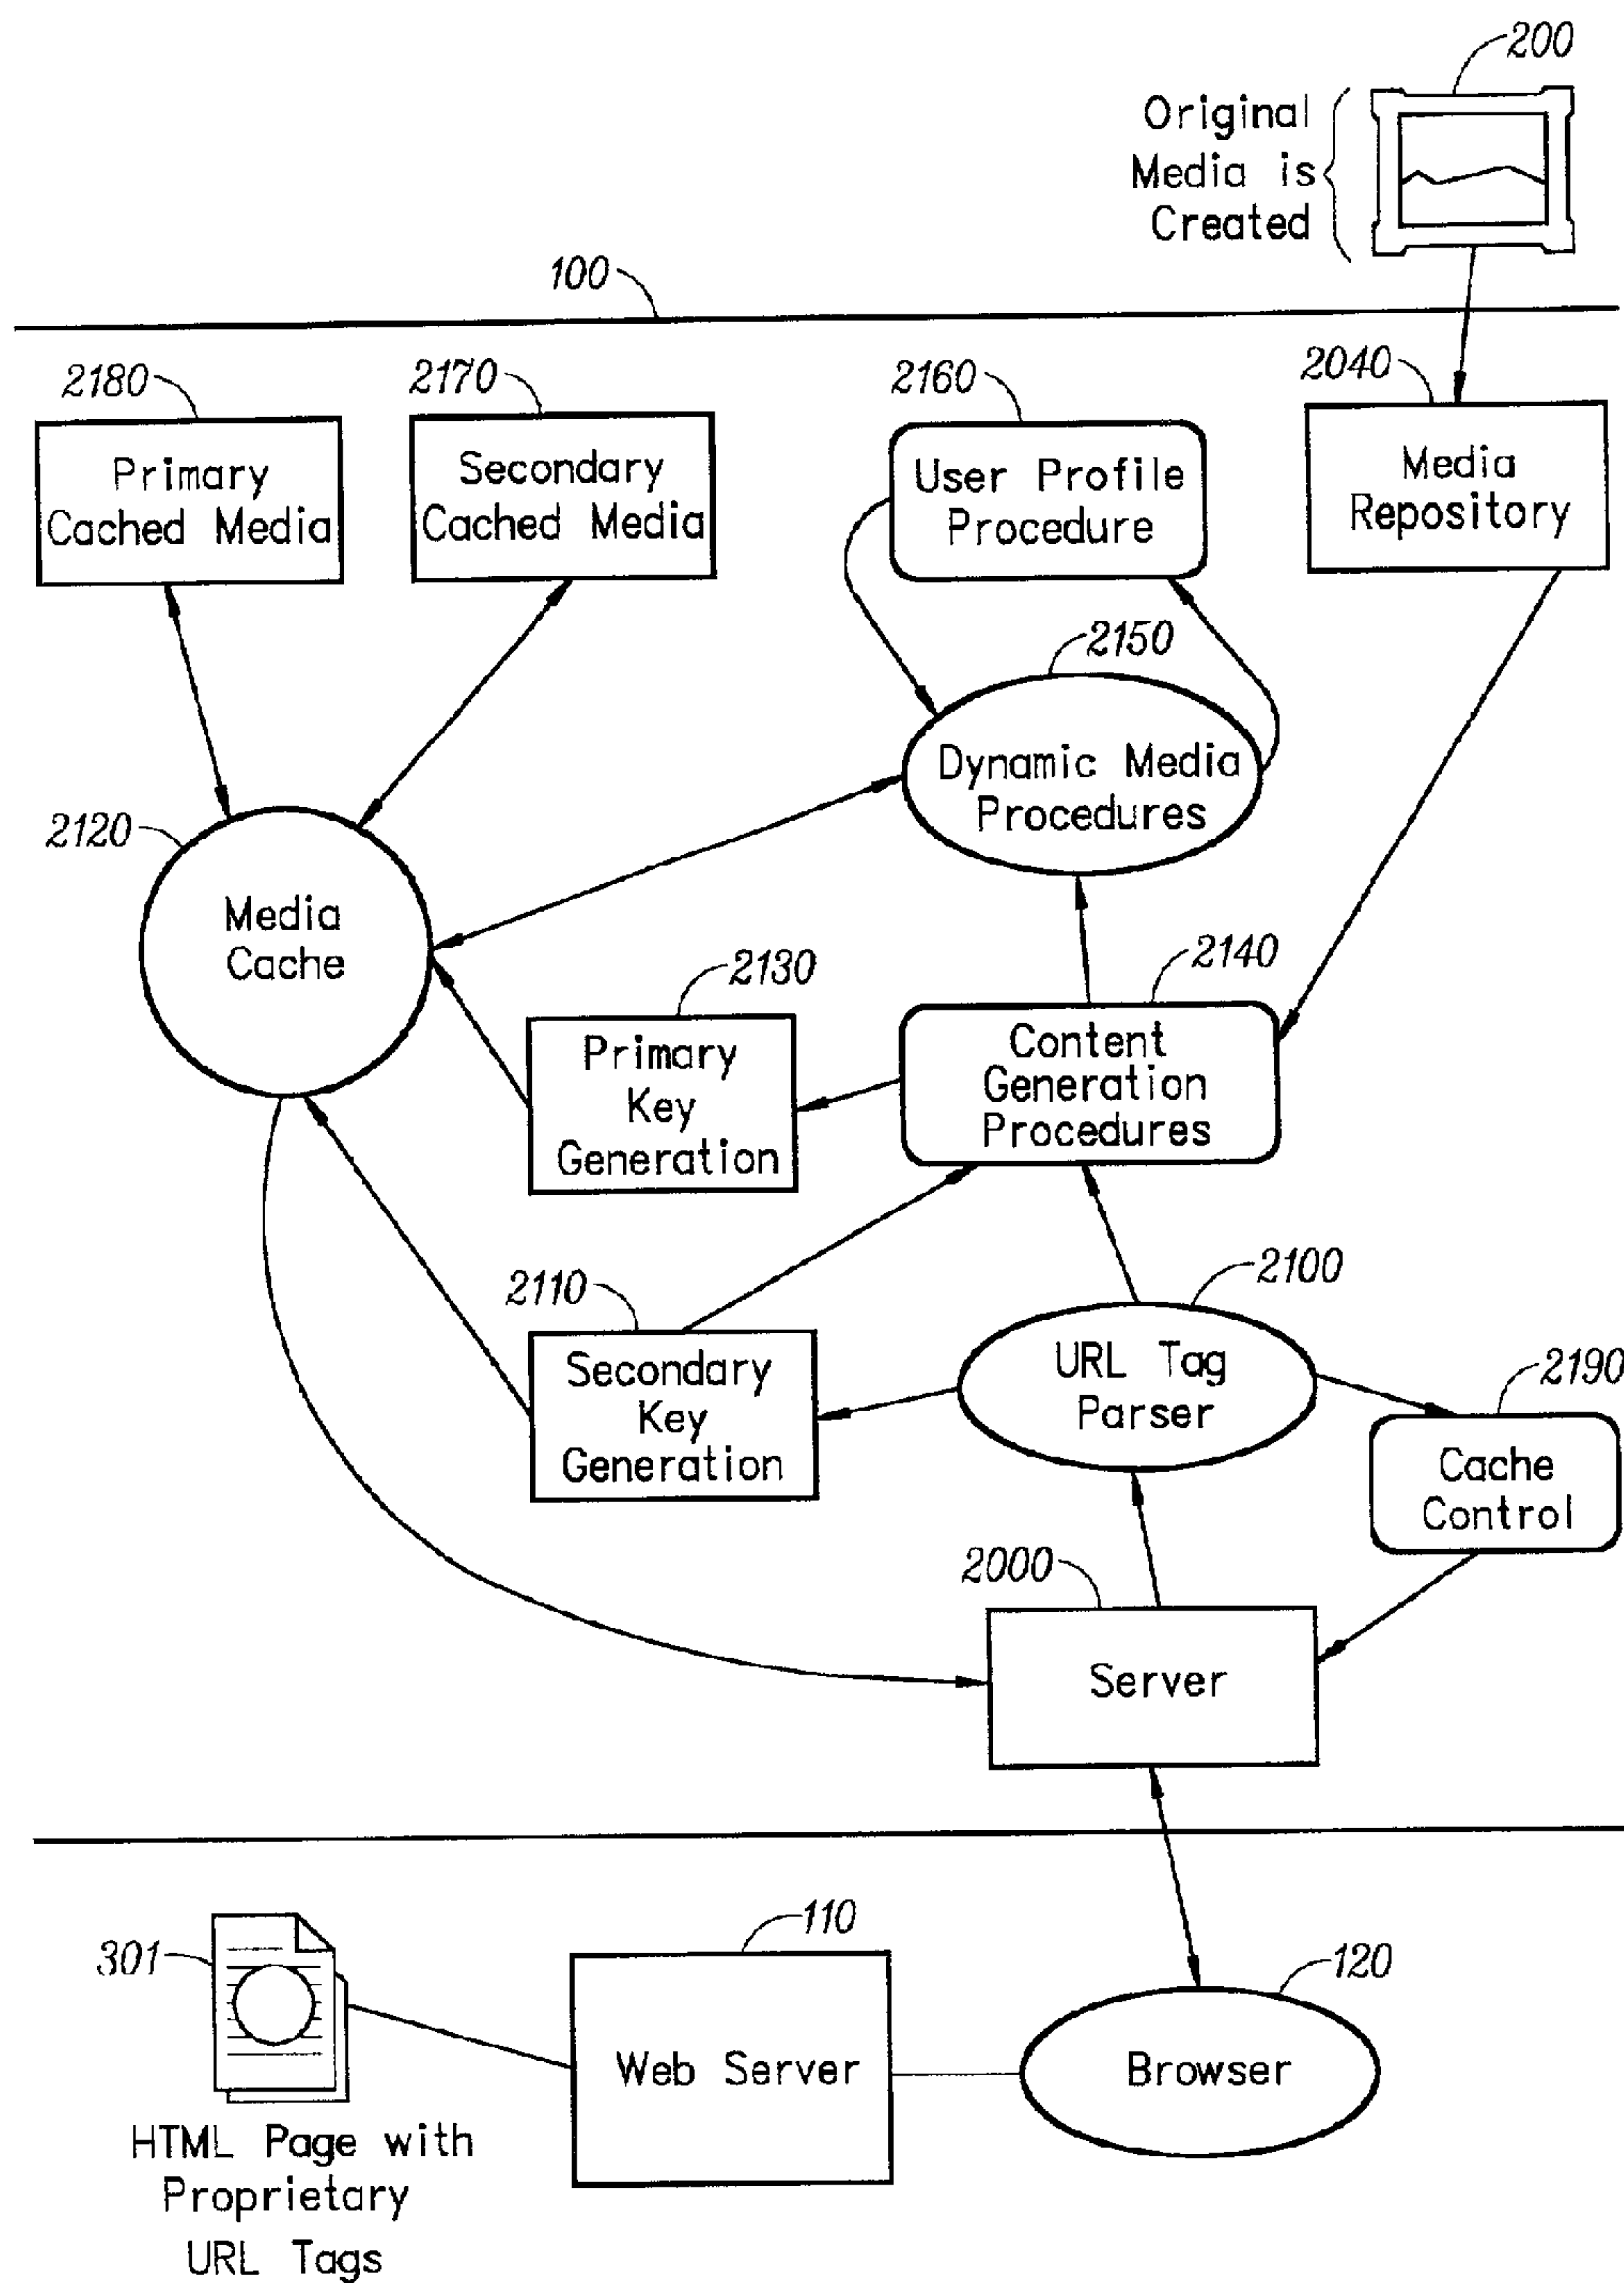 200
Original
Media is
Created
100
2180
2170
2160
2040
Primary
Cached Media
Secondary
Cached Media
User Profile
Procedure
Media
Repository
2150
Dynamic Media
Procedures
2120
Media
Cache
2130
2140
Primary
Key
Generation
Content
Generation
Procedures
2110
2100
Secondary
Key
Generation
URL Tag
Parser
2190
Cache
Control
2000
Server
301
110
120
Web Server
Browser
HTML Page with
Proprietary
URL Tags